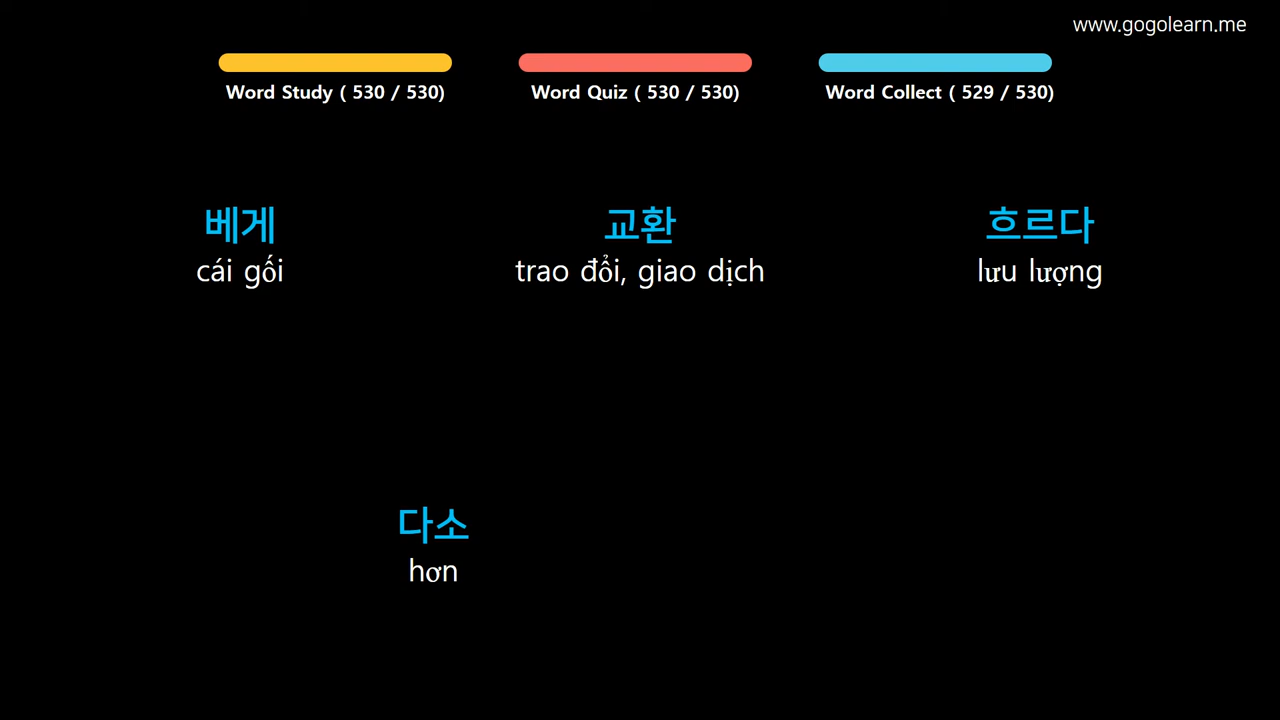 www.gogolearn.me
Word Study ( 530 / 530)
Word Quiz ( 530 / 530)
Word Collect ( 529 / 530)
베게
cái gối
교환
trao đổi, giao dịch
흐르다
lưu lượng
다소
hơn